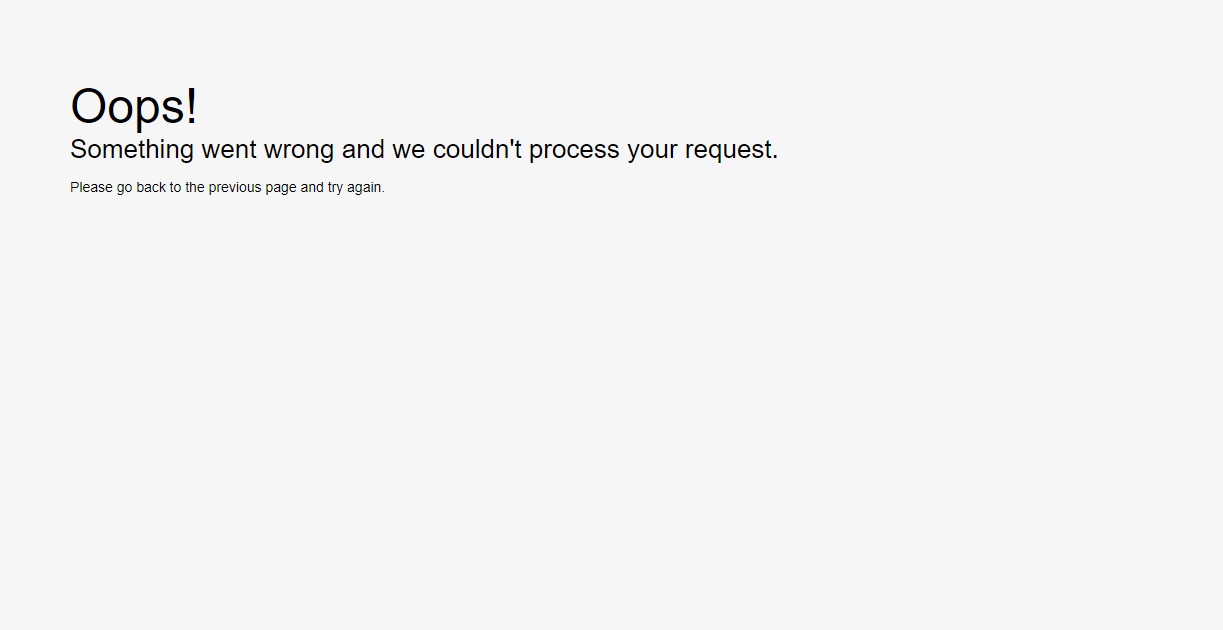 Oops!
Something went wrong and we couldn't process your request.
Please go back to the previous page and try again.